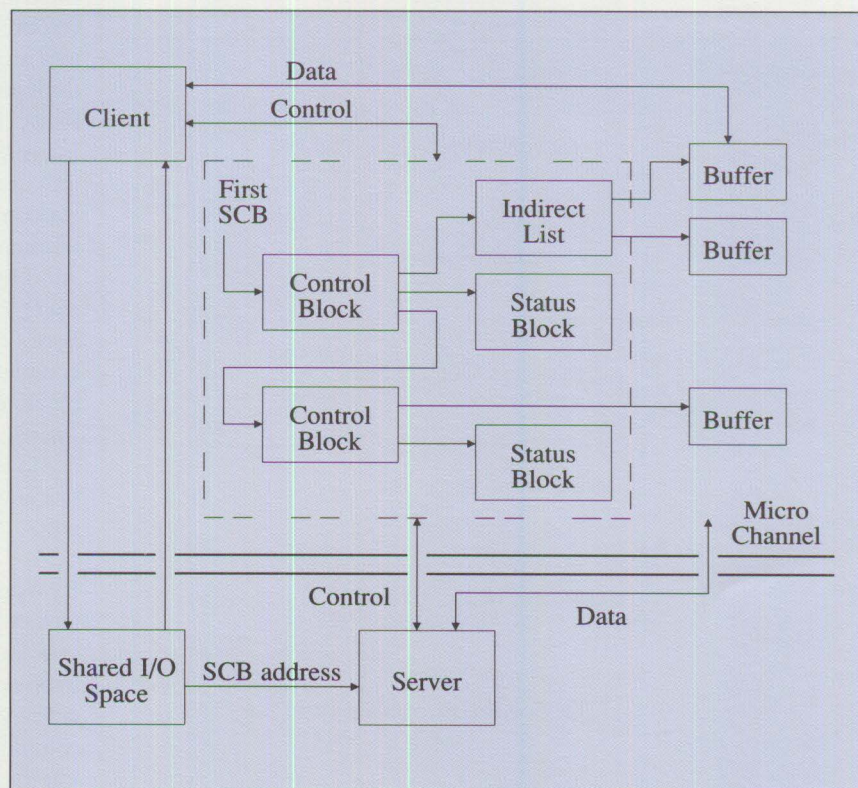 Data
Client
Control
First
SCB
Indirect
List
Buffer
Buffer
Control
Block
Status
Block
Control
Block
Buffer
Status
Block
Micro
Channel
Control
Data
Shared I/O
Space
SCB address
Server